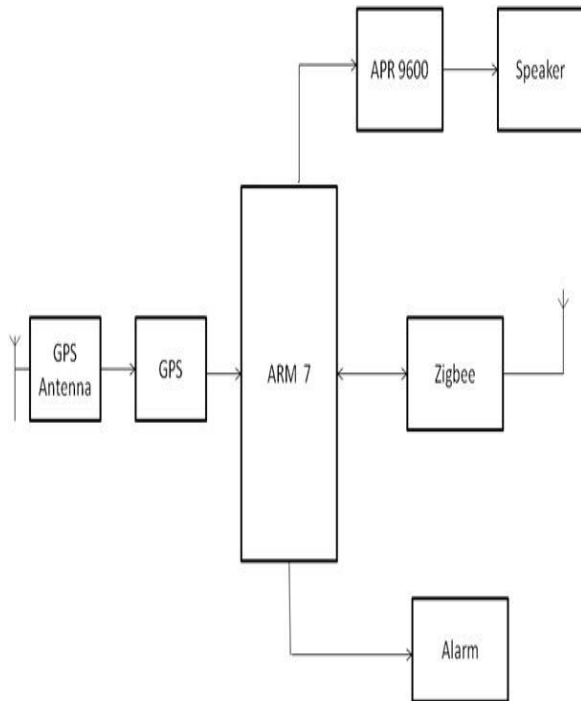 APR 9600
Speaker
GPS
Antenna
GPS
ARM 7
Zigbee
Alarm